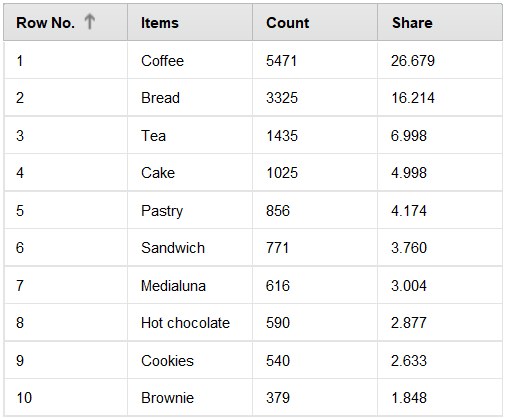 Row No. Items Count Share
1 Coffee 5471 26.679
2 Bread 3325 16.214
3 Tea 1435 6.998
4 Cake 1025 4.998
5 Pastry 856 4.174
6 Sandwich 771 3.760
7 Medialuna 616 3.004
8 Hot chocolate 590 2.877
9 Cookies 540 2.633
10 Brownie 379 1.848